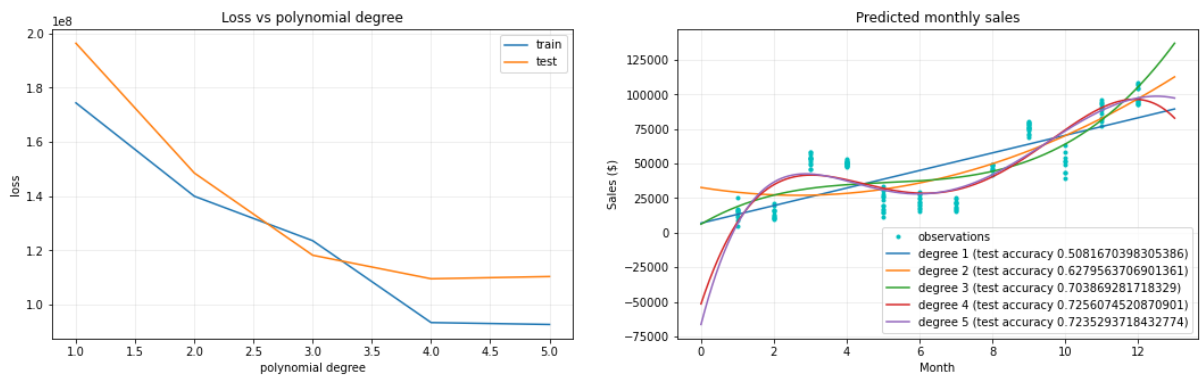 Loss vs polynomial degree
1e8
train
test
2.0
1.8
1.6
1.4
1.2
1.0
loss
1.0 1.5 2.0 2.5 3.0 3.5 4.0 4.5 5.0
polynomial degree
Predicted monthly sales
125000
100000
75000
50000
25000
0
−25000
−50000
−75000
Sales ($)
observations
degree 1 (test accuracy 0.5081670398305386)
degree 2 (test accuracy 0.6279563706901361)
degree 3 (test accuracy 0.703869281718329)
degree 4 (test accuracy 0.7256074520870901)
degree 5 (test accuracy 0.7235293718432774)
0 2 4 6 8 10 12
Month